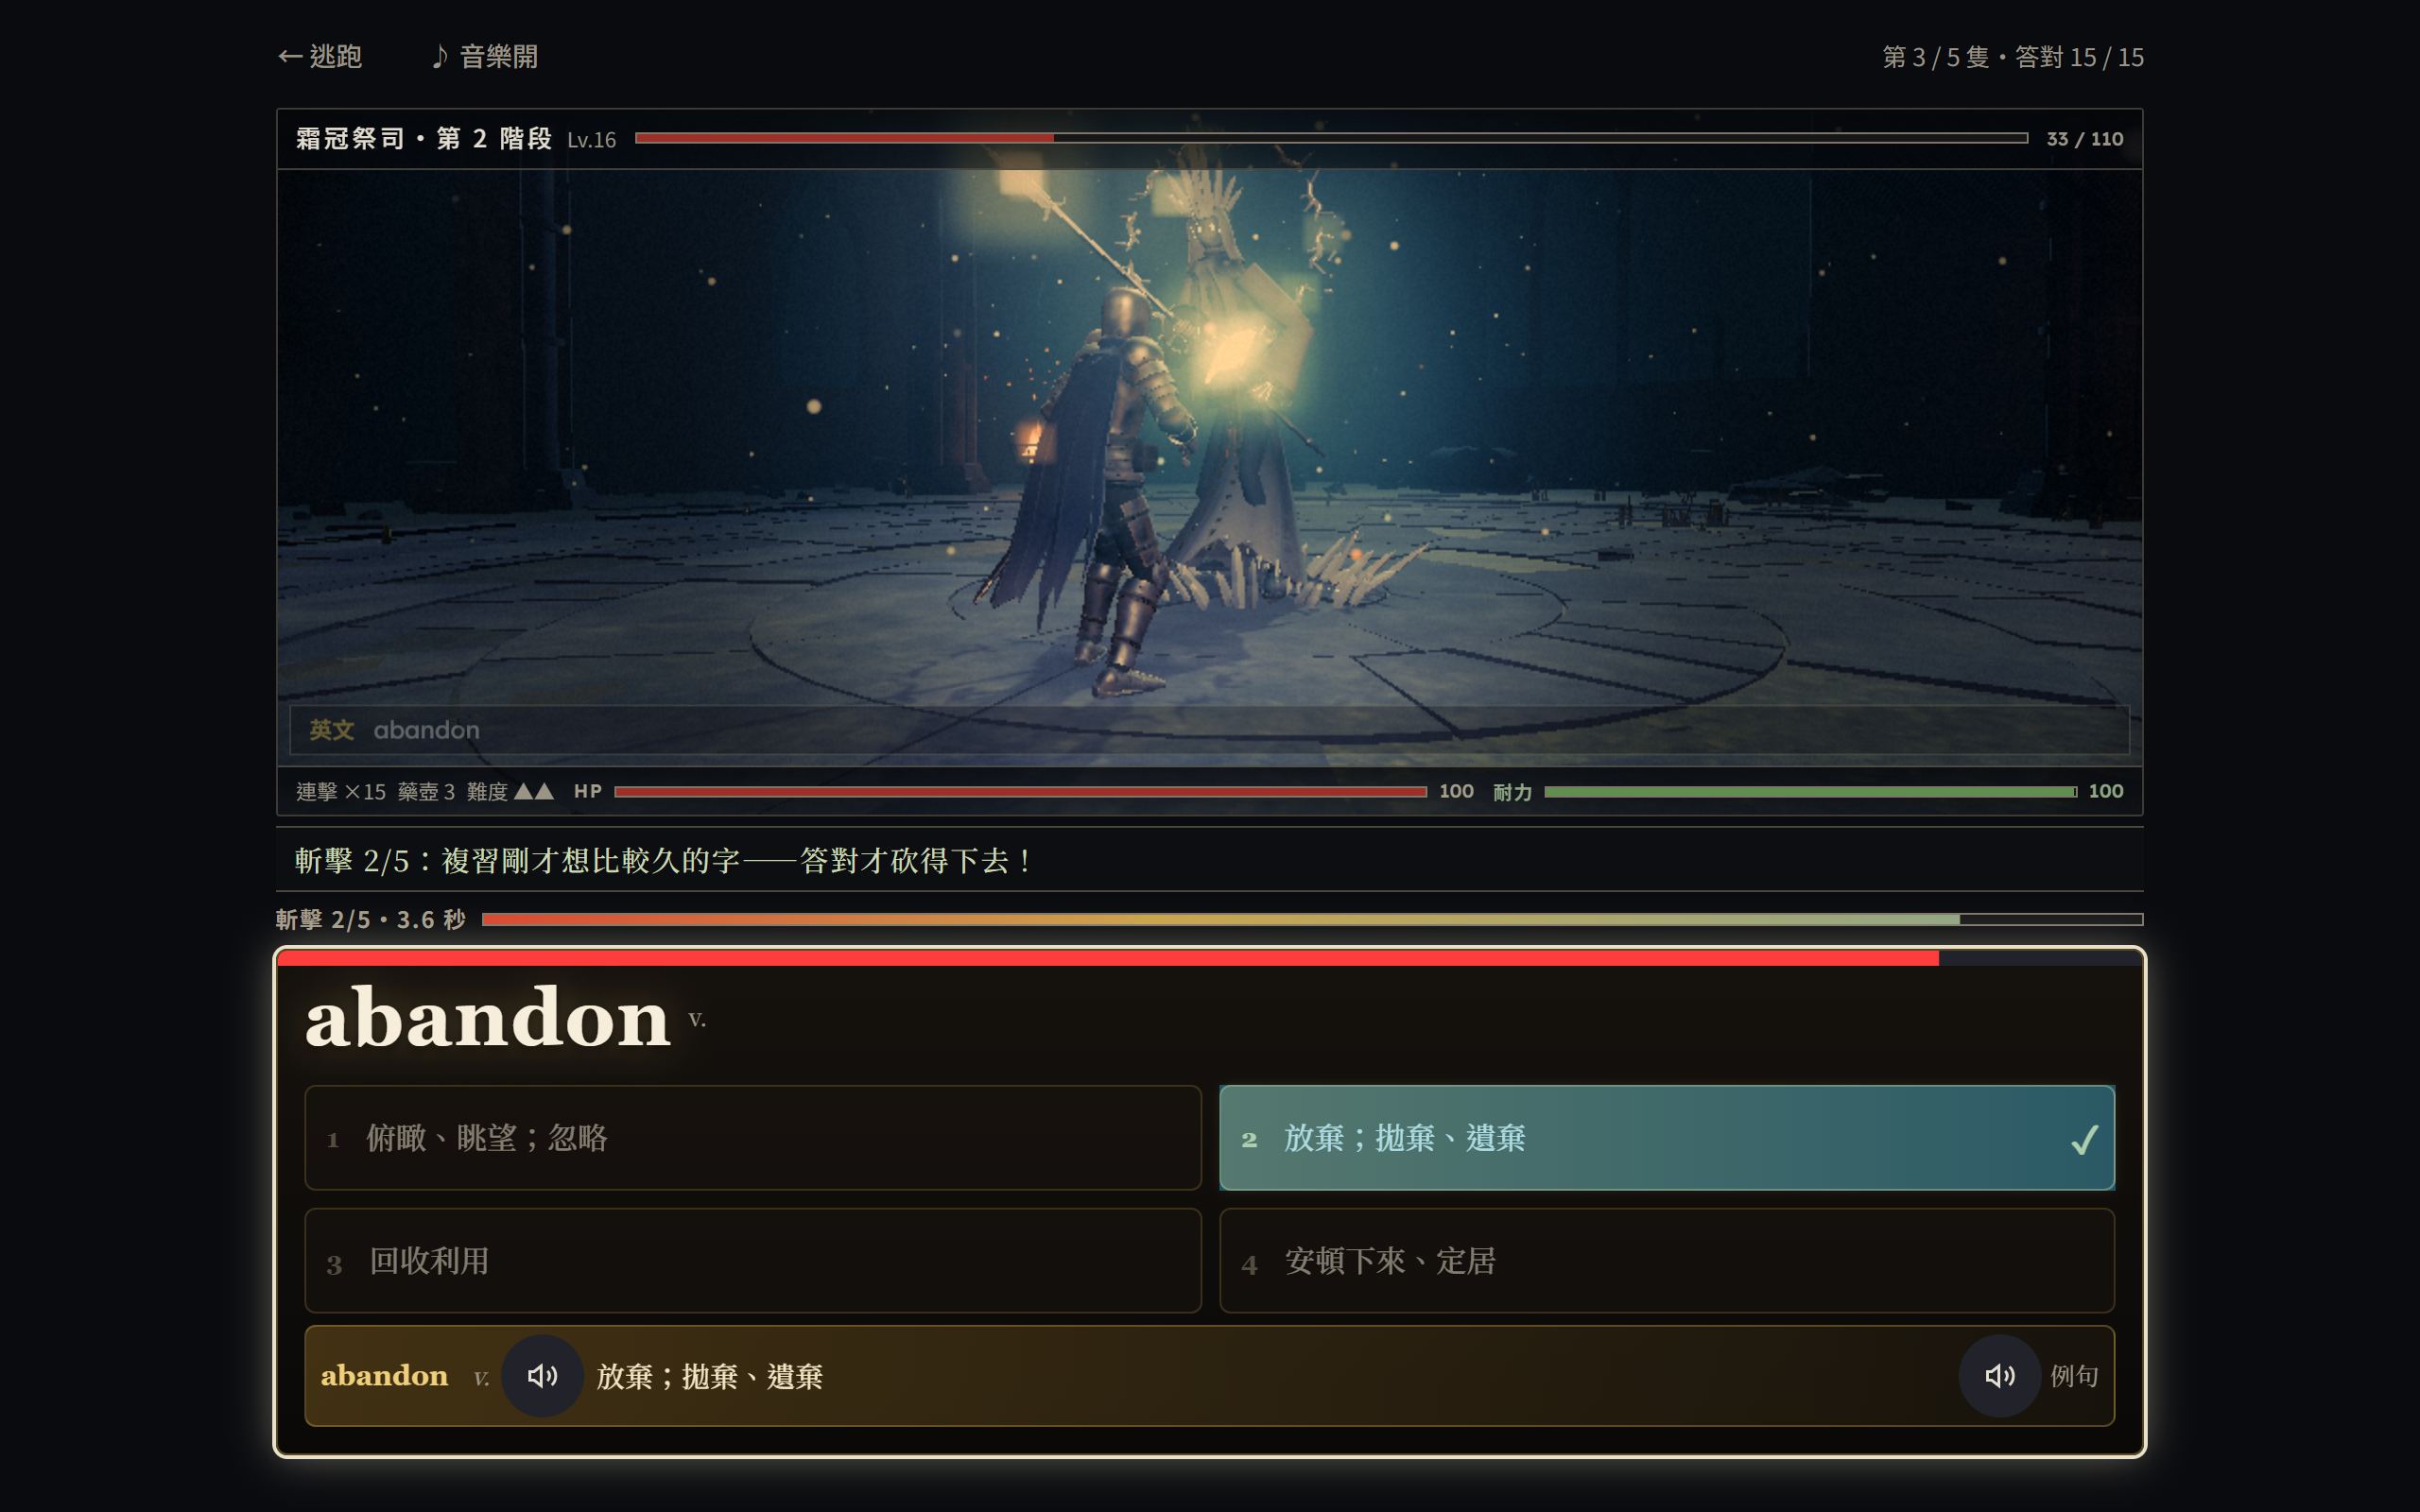 ← 逃跑 ♪ 音樂開 第 3 / 5 隻・答對 15 / 15
霜冠祭司・第 2 階段 Lv.16 33 / 110
英文 abandon
連擊 ×15 藥壺 3 難度 ▲▲ HP 100 耐力 100
斬擊 2/5：複習剛才想比較久的字——答對才砍得下去！
斬擊 2/5・3.6 秒
abandon v.
1 俯瞰、眺望；忽略
2 放棄；拋棄、遺棄 ✓
3 回收利用
4 安頓下來、定居
abandon v. 放棄；拋棄、遺棄 例句